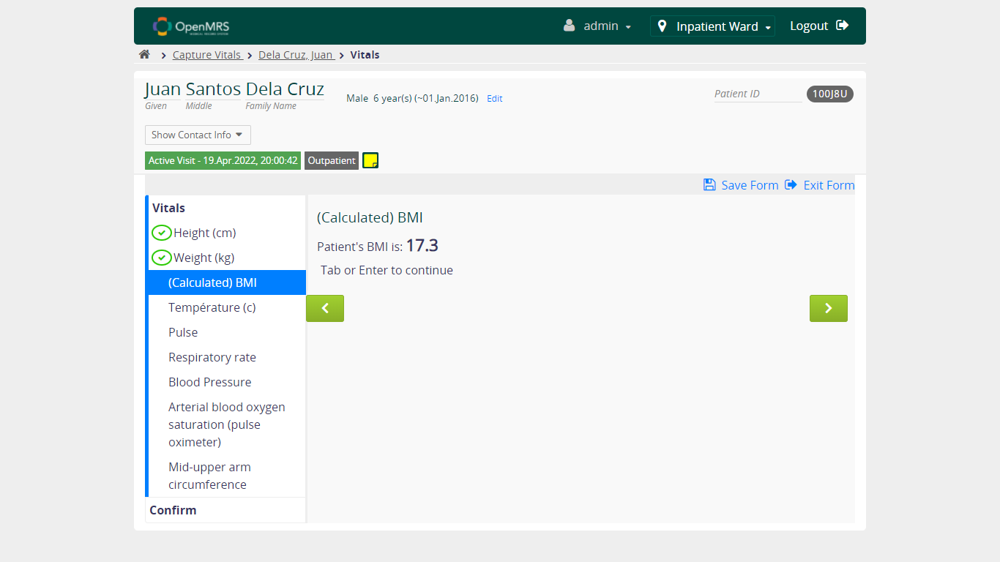 OpenMRS
admin
Inpatient Ward
Logout
Capture Vitals
Dela Cruz, Juan
Vitals
Juan Santos Dela Cruz
Given Middle Family Name
Male 6 year(s) (~01.Jan.2016) Edit
Patient ID 100J8U
Show Contact Info
Active Visit - 19.Apr.2022, 20:00:42 Outpatient
Save Form Exit Form
Vitals
Height (cm)
Weight (kg)
(Calculated) BMI
Température (c)
Pulse
Respiratory rate
Blood Pressure
Arterial blood oxygen
saturation (pulse
oximeter)
Mid-upper arm
circumference
Confirm
(Calculated) BMI
Patient's BMI is: 17.3
Tab or Enter to continue